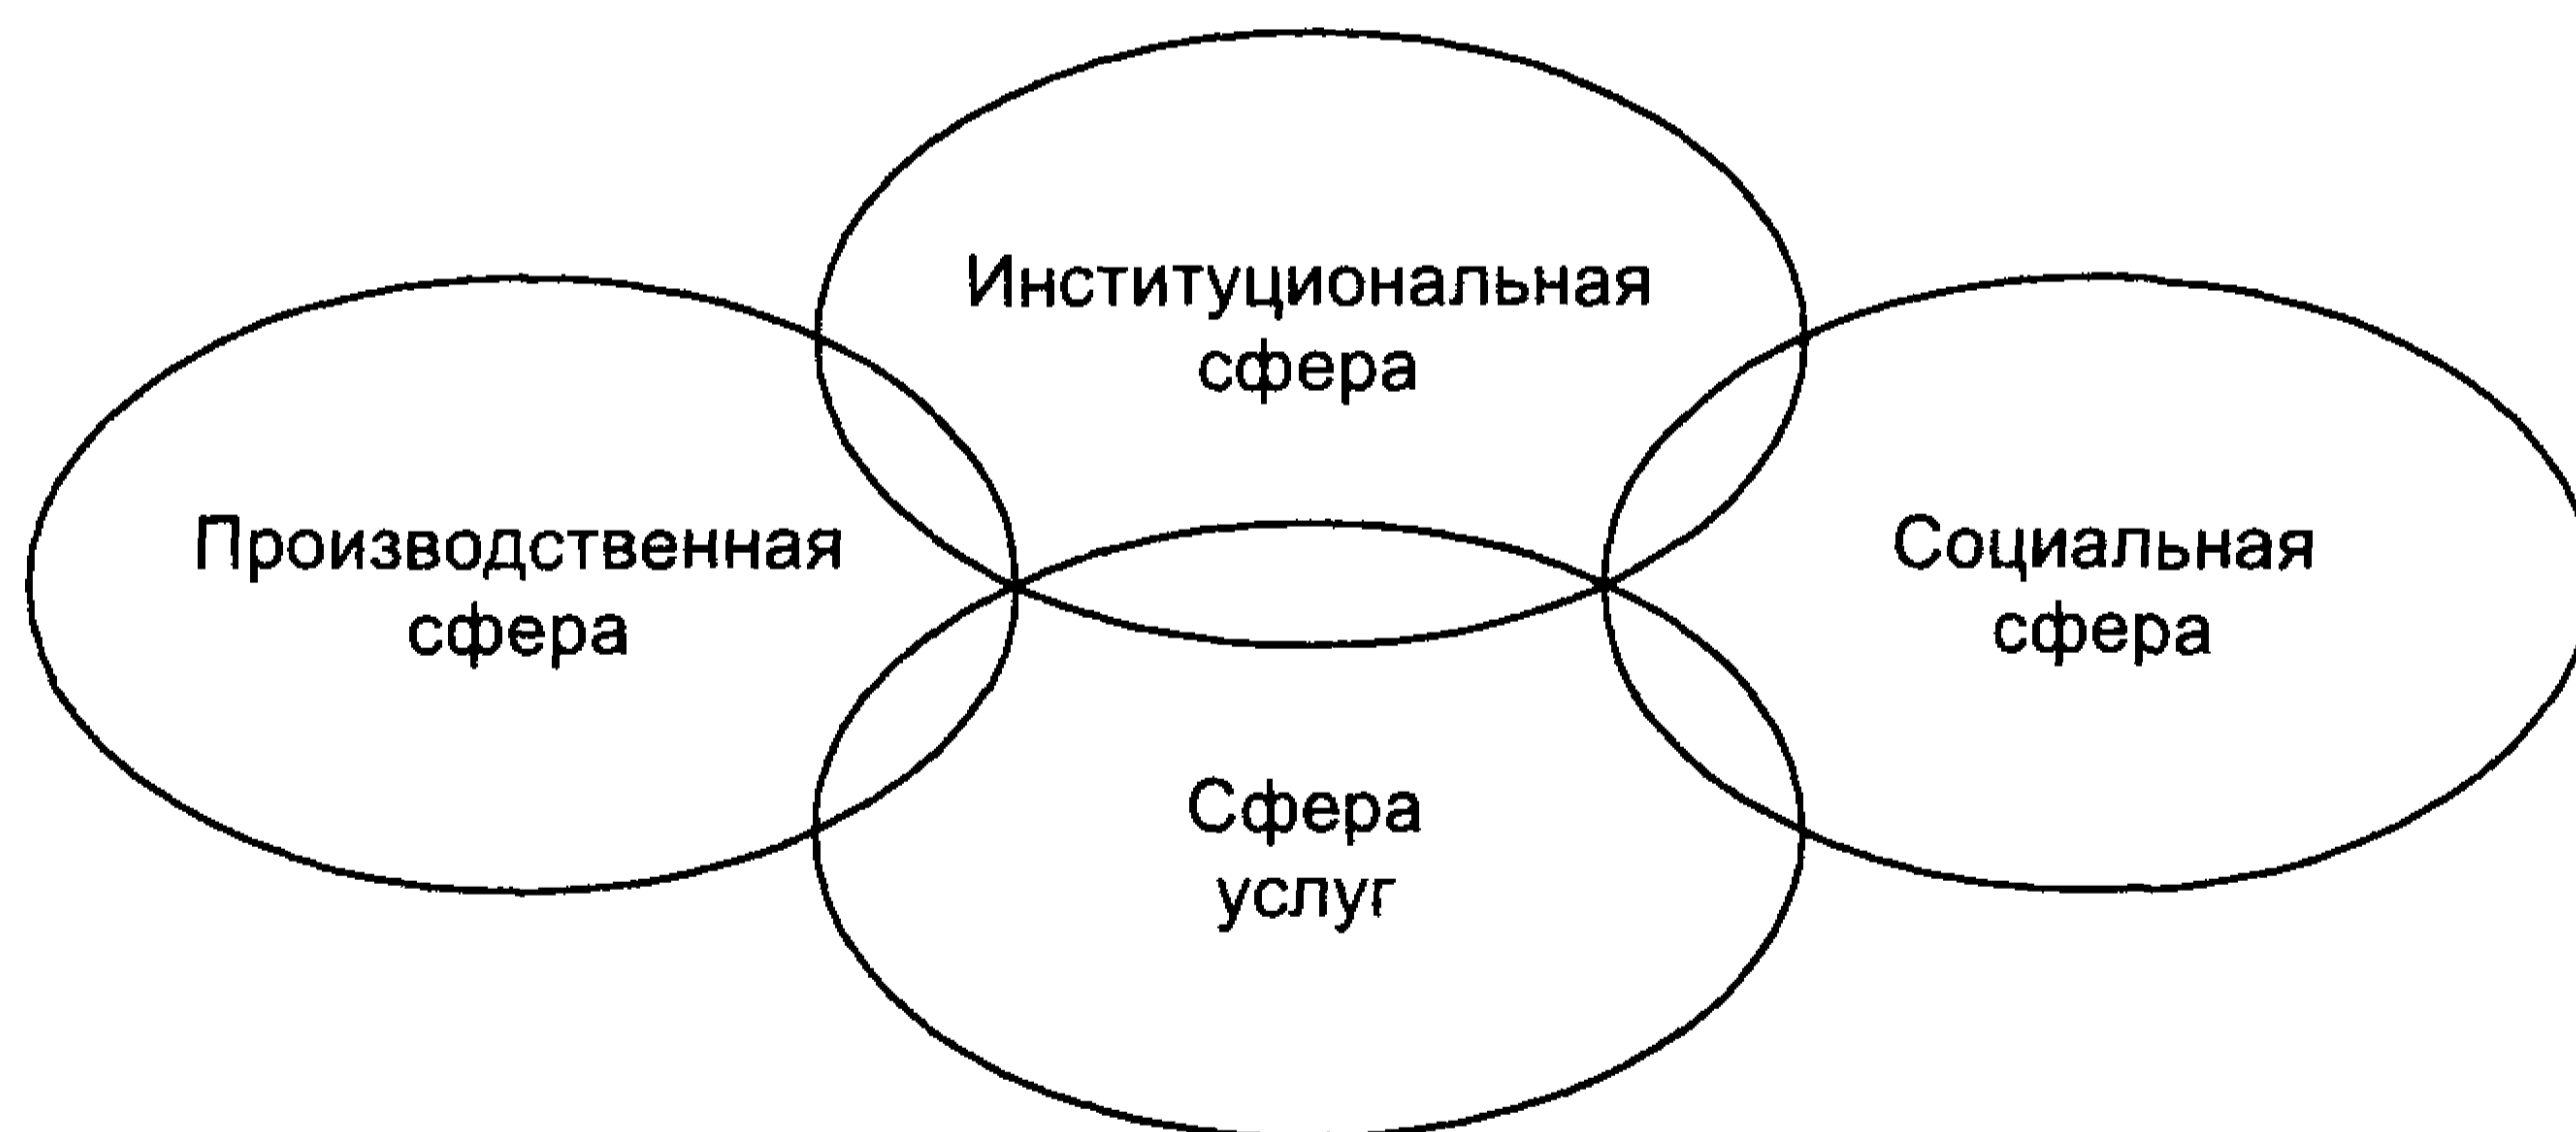 Институциональная
сфера
Производственная
сфера
Социальная
сфера
Сфера
услуг